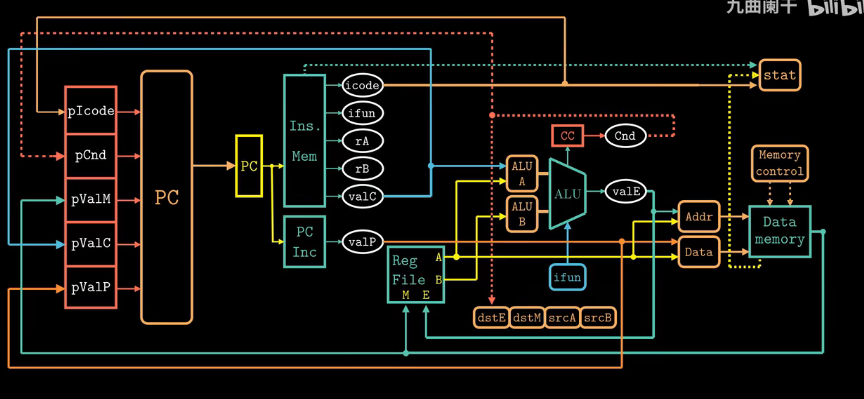 九曲阑干 bilibili
stat
icode
pIcode
ifun
Ins.
Mem
CC
Cnd
rA
pCnd
PC
Memory
control
rB
ALU
A
ALU
valE
pValM
PC
valC
ALU
B
Addr
Data
memory
PC
Inc
valP
pValC
Data
Reg
File
A
B
M E
ifun
pValP
dstE dstM srcA srcB